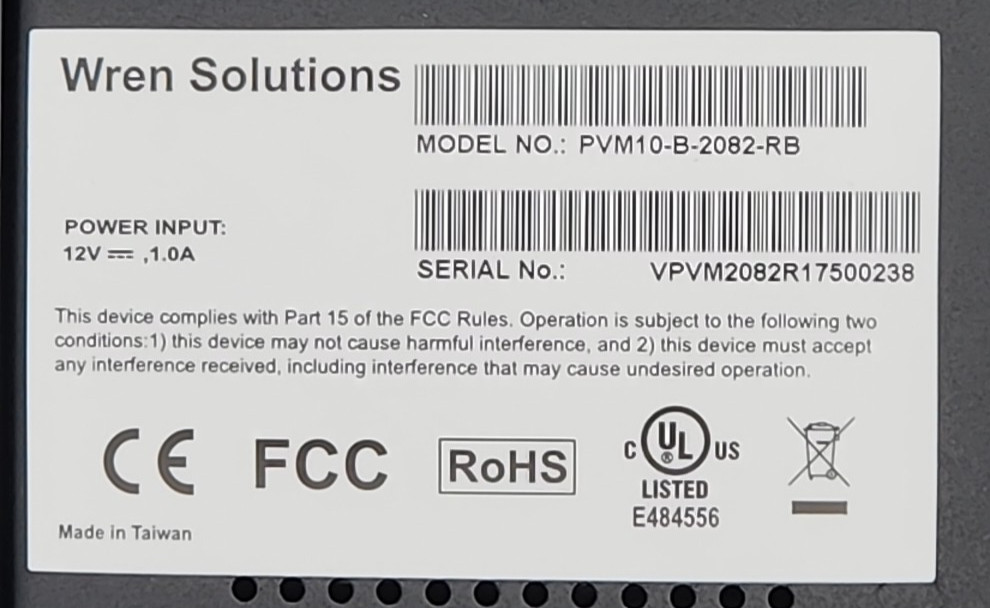 Wren Solutions
MODEL NO.: PVM10-B-2082-RB
POWER INPUT:
12V ⎓ ,1.0A
SERIAL No.: VPVM2082R17500238
This device complies with Part 15 of the FCC Rules. Operation is subject to the following two
conditions:1) this device may not cause harmful interference, and 2) this device must accept
any interference received, including interference that may cause undesired operation.
CE FCC RoHS C UL ® US
LISTED
E484556
Made in Taiwan